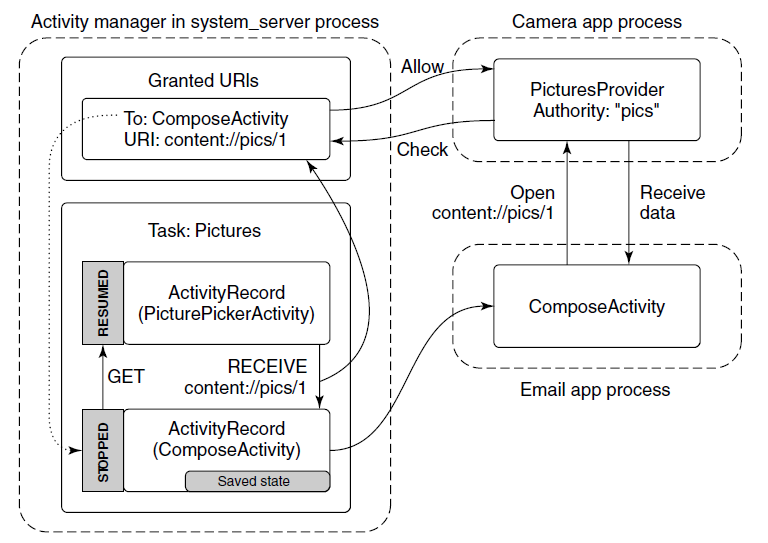 Activity manager in system_server process
Camera app process
Granted URIs
To: ComposeActivity
URI: content://pics/1
Allow
Check
PicturesProvider
Authority: "pics"
Open
content://pics/1
Receive
data
Task: Pictures
RESUMED
ActivityRecord
(PicturePickerActivity)
GET
RECEIVE
content://pics/1
STOPPED
ActivityRecord
(ComposeActivity)
Saved state
ComposeActivity
Email app process